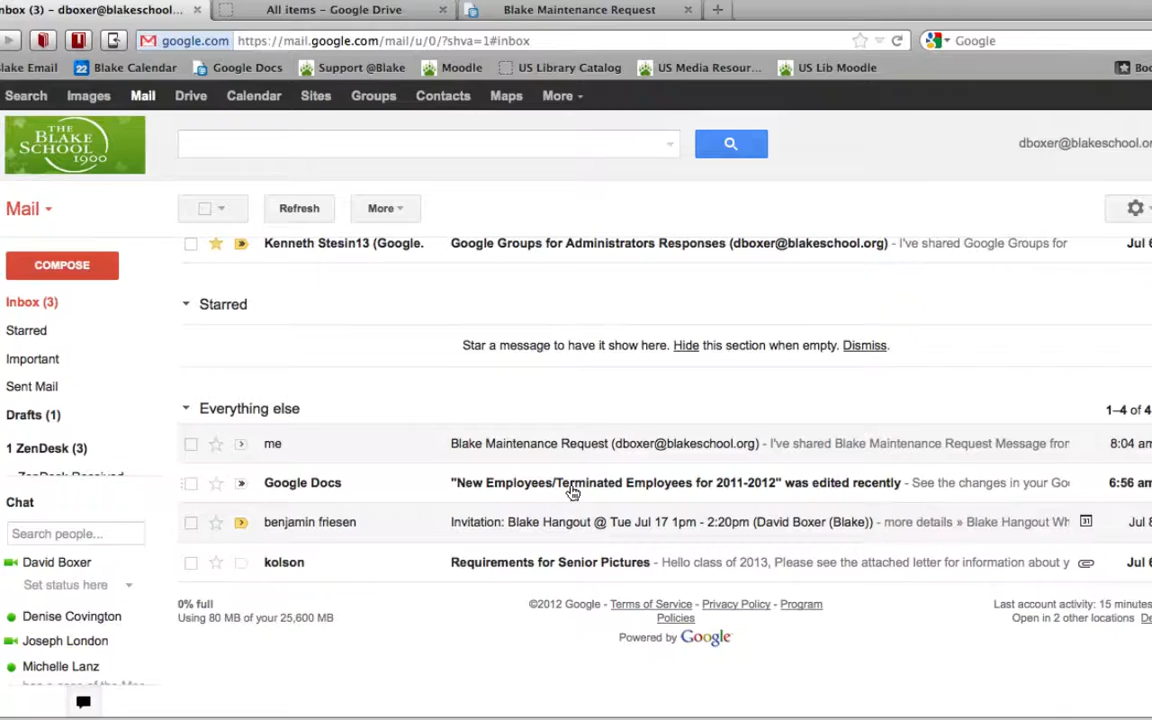 nbox (3) - dboxer@blakeschool... All items - Google Drive Blake Maintenance Request
google.com https://mail.google.com/mail/u/0/?shva=1#inbox Google
lake Email 22 Blake Calendar Google Docs Support @Blake Moodle US Library Catalog US Media Resour... US Lib Moodle Boo
Search Images Mail Drive Calendar Sites Groups Contacts Maps More
THE BLAKE SCHOOL 1900
dboxer@blakeschool.or
Mail Refresh More
Kenneth Stesin13 (Google. Google Groups for Administrators Responses (dboxer@blakeschool.org) - I've shared Google Groups for Jul 6
COMPOSE
Inbox (3) Starred
Starred
Star a message to have it show here. Hide this section when empty. Dismiss.
Important
Sent Mail
Drafts (1) Everything else 1–4 of 4
1 ZenDesk (3) me Blake Maintenance Request (dboxer@blakeschool.org) - I've shared Blake Maintenance Request Message from 8:04 am
ZenDesk Received
Google Docs "New Employees/Terminated Employees for 2011-2012" was edited recently - See the changes in your Go 6:56 am
Chat
benjamin friesen Invitation: Blake Hangout @ Tue Jul 17 1pm - 2:20pm (David Boxer (Blake)) - more details » Blake Hangout Wh 31 Jul
Search people...
David Boxer kolson Requirements for Senior Pictures - Hello class of 2013, Please see the attached letter for information about y Jul
Set status here
0% full ©2012 Google - Terms of Service - Privacy Policy - Program Policies Last account activity: 15 minutes
Using 80 MB of your 25,600 MB Open in 2 other locations De
Denise Covington
Powered by Google
Joseph London
Michelle Lanz